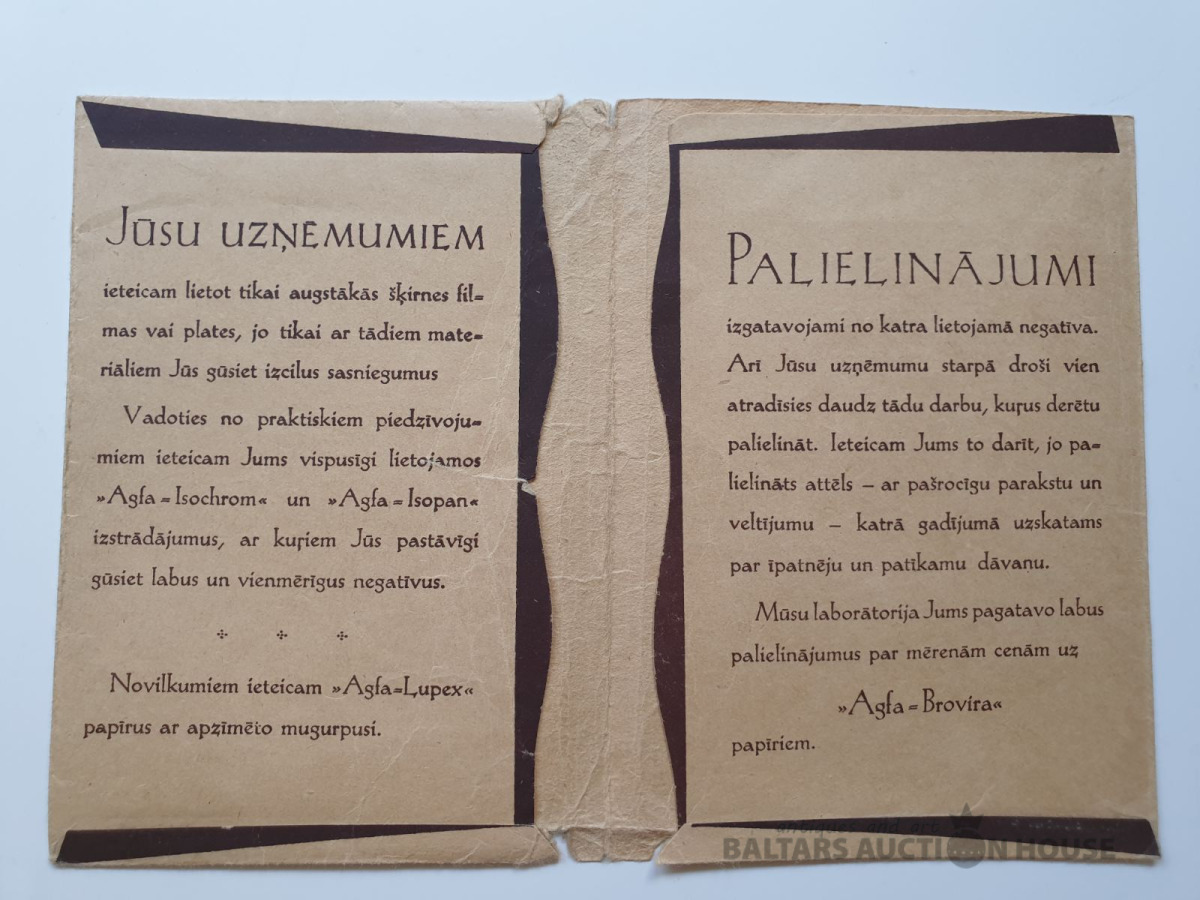 JŪSU UZŅĒMUMIEM
ieteicam lietot tikai augstākās šķirnes fil=
mas vai plates, jo tikai ar tādiem mate=
riāliem Jūs gūsiet izcilus sasniegumus
Vadoties no praktiskiem piedzīvoju=
miem ieteicam Jums vispusīgi lietojamos
»Agfa=Isochrom« un »Agfa=Isopan«
izstrādājumus, ar kuŗiem Jūs pastāvīgi
gūsiet labus un vienmērīgus negatīvus.
Novilkumiem ieteicam »Agfa=Lupex«
papīrus ar apzīmēto mugurpusi.
PALIELINĀJUMI
izgatavojami no katra lietojamā negatīva.
Arī Jūsu uzņēmumu starpā droši vien
atradīsies daudz tādu darbu, kuŗus derētu
palielināt. Ieteicam Jums to darīt, jo pa=
lielināts attēls – ar pašrocīgu parakstu un
veltījumu – katrā gadījumā uzskatams
par īpatnēju un patīkamu dāvanu.
Mūsu laborātorija Jums pagatavo labus
palielinājumus par mērenām cenām uz
»Agfa=Brovira«
papīriem.
antiques and art
BALTARS AUCTION HOUSE